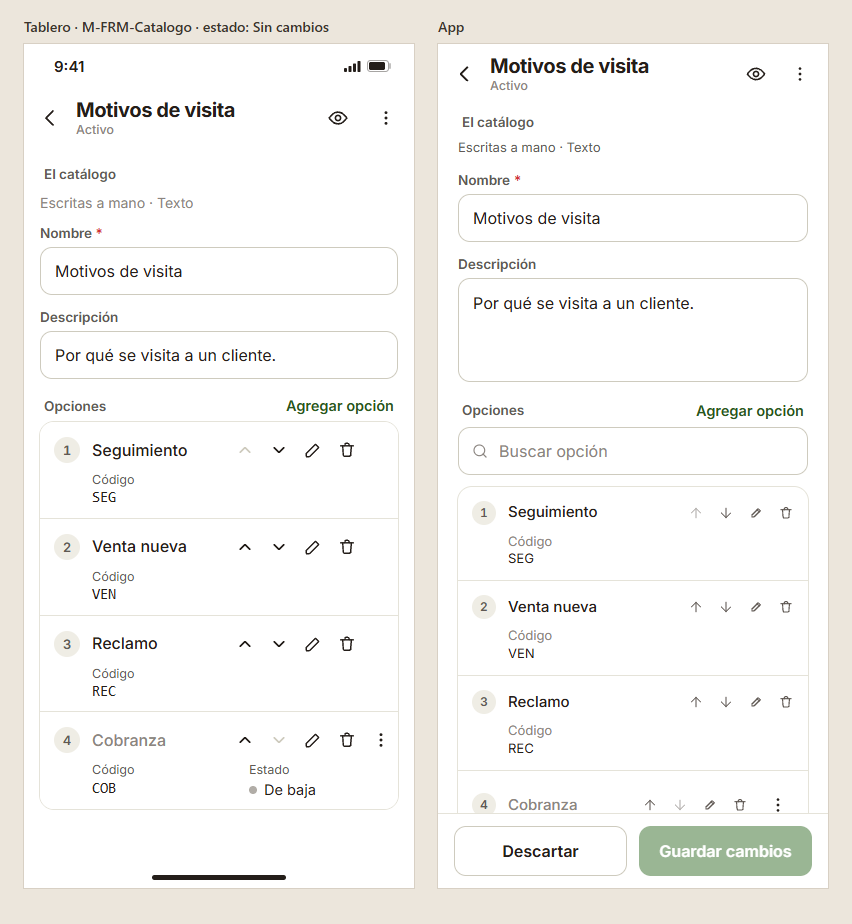 Tablero · M-FRM-Catalogo · estado: Sin cambios
9:41
Motivos de visita
Activo
El catálogo
Escritas a mano · Texto
Nombre *
Motivos de visita
Descripción
Por qué se visita a un cliente.
Opciones
Agregar opción
1
Seguimiento
Código
SEG
2
Venta nueva
Código
VEN
3
Reclamo
Código
REC
4
Cobranza
Código
Estado
COB
De baja
App
Motivos de visita
Activo
El catálogo
Escritas a mano · Texto
Nombre *
Motivos de visita
Descripción
Por qué se visita a un cliente.
Opciones
Agregar opción
Buscar opción
1
Seguimiento
Código
SEG
2
Venta nueva
Código
VEN
3
Reclamo
Código
REC
4
Cobranza
Descartar
Guardar cambios